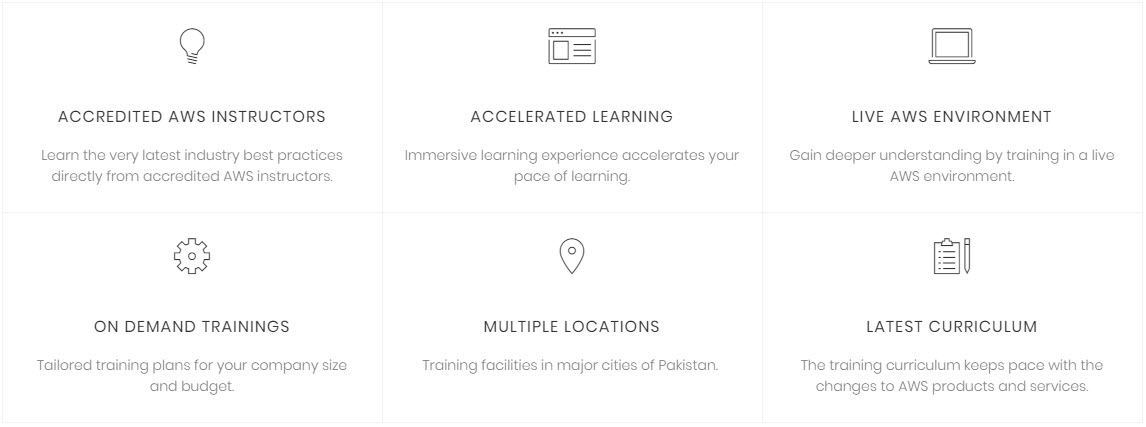 ACCREDITED AWS INSTRUCTORS
Learn the very latest industry best practices
directly from accredited AWS instructors.
ACCELERATED LEARNING
Immersive learning experience accelerates your
pace of learning.
LIVE AWS ENVIRONMENT
Gain deeper understanding by training in a live
AWS environment.
ON DEMAND TRAININGS
Tailored training plans for your company size
and budget.
MULTIPLE LOCATIONS
Training facilities in major cities of Pakistan.
LATEST CURRICULUM
The training curriculum keeps pace with the
changes to AWS products and services.